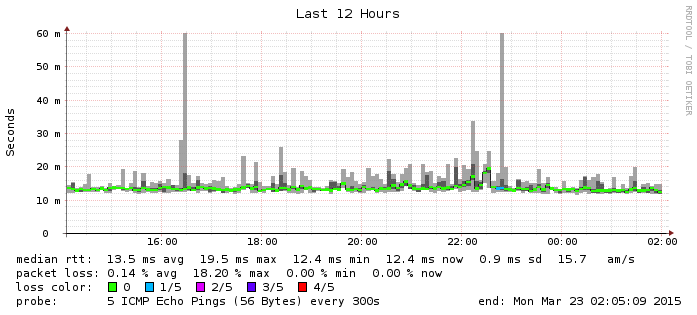 Last 12 Hours
RRDTOOL / TOBI OETIKER
Seconds
60 m
50 m
40 m
30 m
20 m
10 m
0
16:00 18:00 20:00 22:00 00:00 02:00
median rtt: 13.5 ms avg 19.5 ms max 12.4 ms min 12.4 ms now 0.9 ms sd 15.7 am/s
packet loss: 0.14 % avg 18.20 % max 0.00 % min 0.00 % now
loss color: 0 1/5 2/5 3/5 4/5
probe: 5 ICMP Echo Pings (56 Bytes) every 300s end: Mon Mar 23 02:05:09 2015